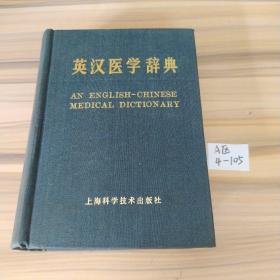 英汉医学辞典
AN ENGLISH-CHINESE
MEDICAL DICTIONARY
上海科学技术出版社
A区
4-105